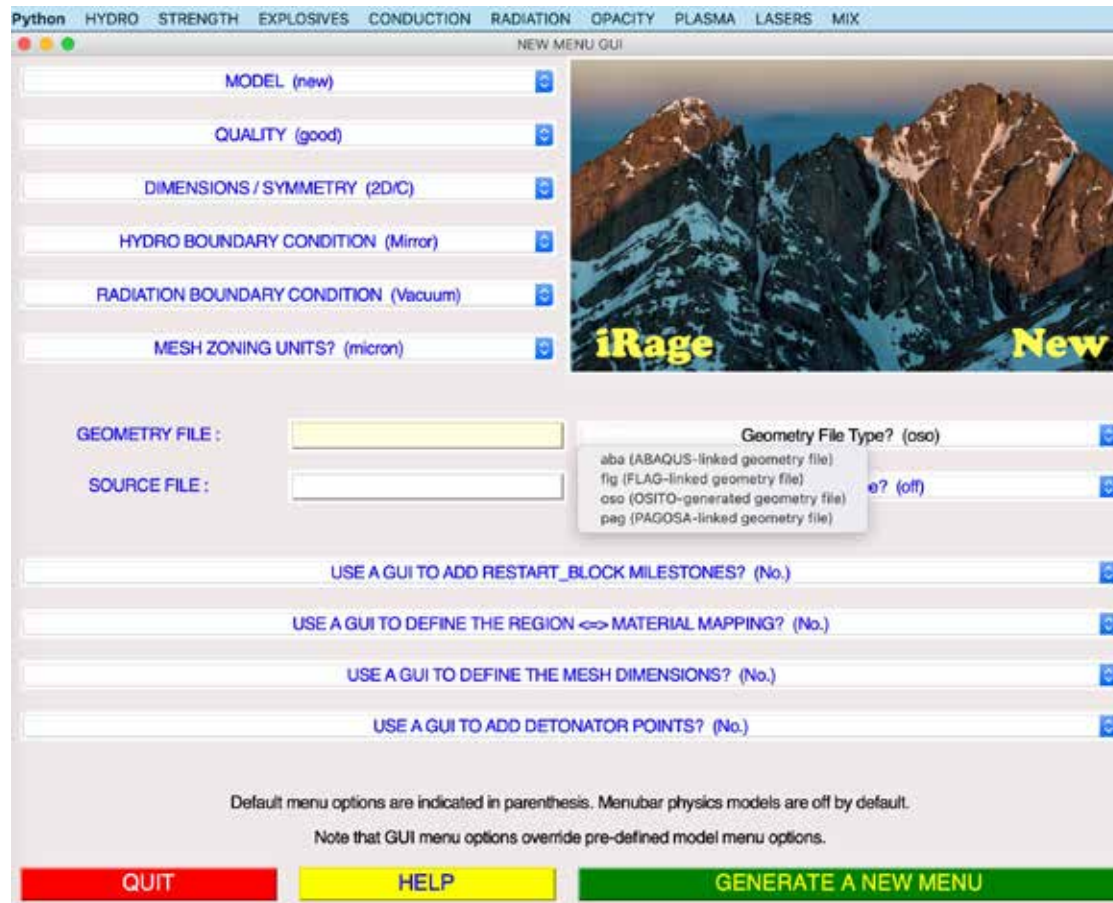 Python HYDRO STRENGTH EXPLOSIVES CONDUCTION RADIATION OPACITY PLASMA LASERS MIX
NEW MENU GUI
MODEL (new)
QUALITY (good)
DIMENSIONS / SYMMETRY (2D/C)
HYDRO BOUNDARY CONDITION (Mirror)
RADIATION BOUNDARY CONDITION (Vacuum)
MESH ZONING UNITS? (micron)
iRage New
GEOMETRY FILE :
Geometry File Type? (oso)
aba (ABAQUS-linked geometry file)
flg (FLAG-linked geometry file)
oso (OSITO-generated geometry file)
pag (PAGOSA-linked geometry file)
SOURCE FILE :
e? (off)
USE A GUI TO ADD RESTART_BLOCK MILESTONES? (No.)
USE A GUI TO DEFINE THE REGION <=> MATERIAL MAPPING? (No.)
USE A GUI TO DEFINE THE MESH DIMENSIONS? (No.)
USE A GUI TO ADD DETONATOR POINTS? (No.)
Default menu options are indicated in parenthesis. Menubar physics models are off by default.
Note that GUI menu options override pre-defined model menu options.
QUIT HELP GENERATE A NEW MENU